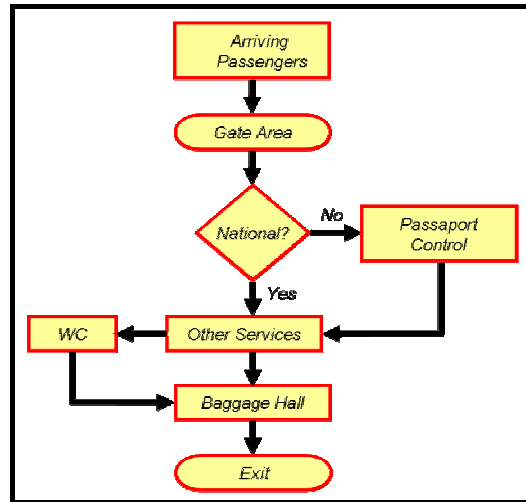 Arriving
Passengers
Gate Area
National?
No
Passaport
Control
Yes
WC
Other Services
Baggage Hall
Exit